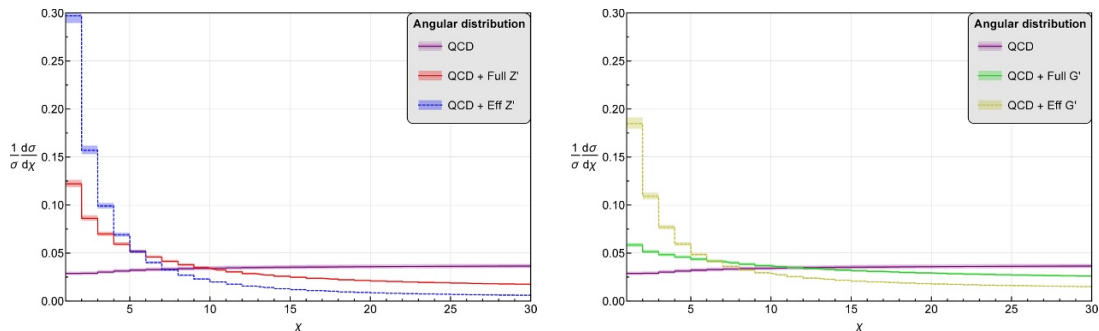 Angular distribution
QCD
QCD + Full Z'
QCD + Eff Z'
0.30
0.25
0.20
0.15
0.10
0.05
0.00
1/σ dσ/dχ
5
10
15
20
25
30
χ
Angular distribution
QCD
QCD + Full G'
QCD + Eff G'
0.30
0.25
0.20
0.15
0.10
0.05
0.00
1/σ dσ/dχ
5
10
15
20
25
30
χ